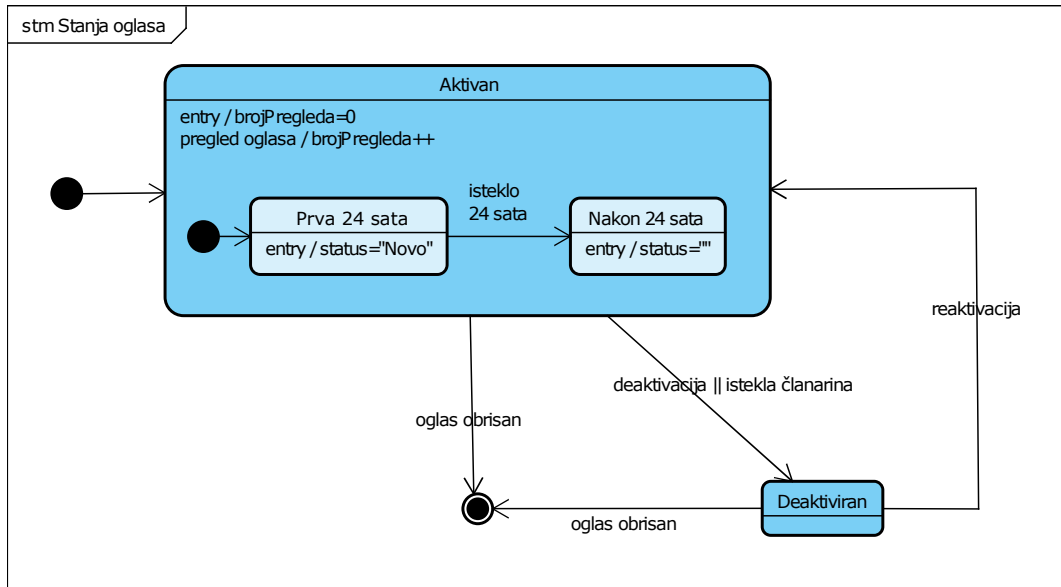 stm Stanja oglasa
Aktivan
entry / brojPregleda=0
pregled oglasa / brojPregleda++
isteklo
24 sata
Prva 24 sata
entry / status="Novo"
Nakon 24 sata
entry / status=""
reaktivacija
deaktivacija || istekla članarina
oglas obrisan
Deaktiviran
oglas obrisan